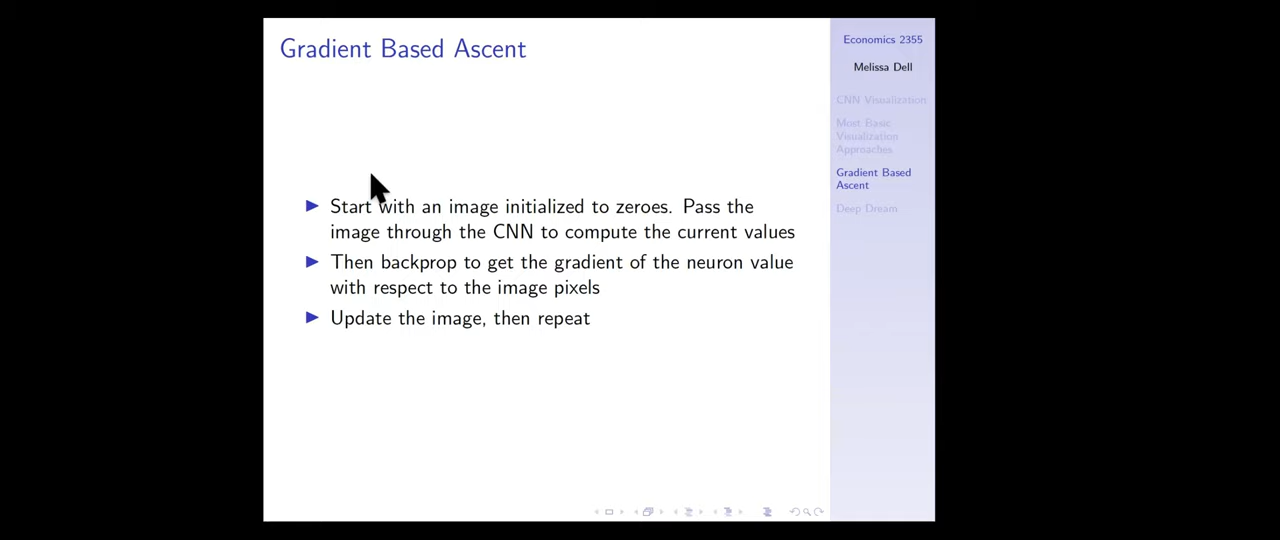 Gradient Based Ascent
▶ Start with an image initialized to zeroes. Pass the
image through the CNN to compute the current values
▶ Then backprop to get the gradient of the neuron value
with respect to the image pixels
▶ Update the image, then repeat
Economics 2355
Melissa Dell
CNN Visualization
Most Basic
Visualization
Approaches
Gradient Based
Ascent
Deep Dream